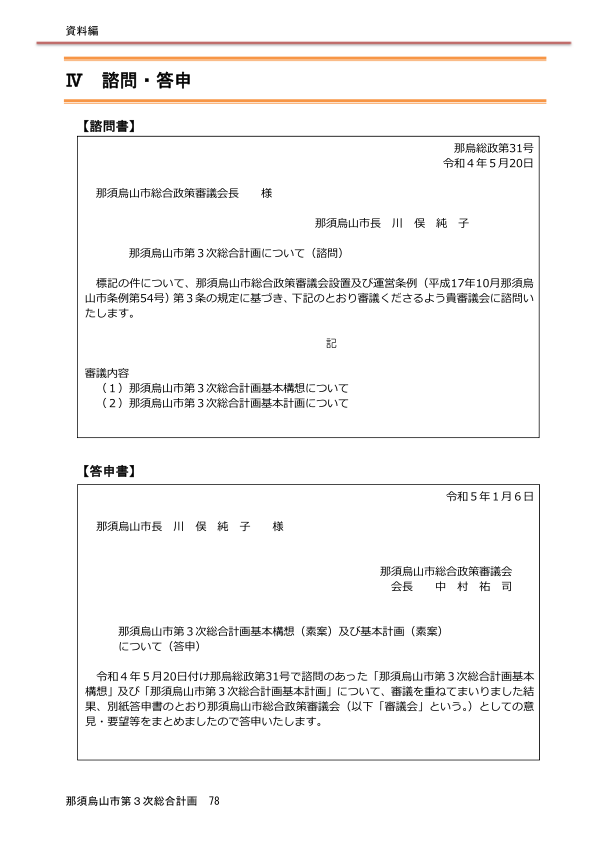 資料編
Ⅳ　諮問・答申
【諮問書】
那烏総政第31号
令和４年５月20日
那須烏山市総合政策審議会長　　様
那須烏山市長　川　俣　純　子
那須烏山市第３次総合計画について（諮問）
標記の件について、那須烏山市総合政策審議会設置及び運営条例（平成17年10月那須烏
山市条例第54号）第３条の規定に基づき、下記のとおり審議くださるよう貴審議会に諮問い
たします。
記
審議内容
（１）那須烏山市第３次総合計画基本構想について
（２）那須烏山市第３次総合計画基本計画について
【答申書】
令和５年１月６日
那須烏山市長　川　俣　純　子　　様
那須烏山市総合政策審議会
会長　　中　村　祐　司
那須烏山市第３次総合計画基本構想（素案）及び基本計画（素案）
について（答申）
令和４年５月20日付け那烏総政第31号で諮問のあった「那須烏山市第３次総合計画基本
構想」及び「那須烏山市第３次総合計画基本計画」について、審議を重ねてまいりました結
果、別紙答申書のとおり那須烏山市総合政策審議会（以下「審議会」という。）としての意
見・要望等をまとめましたので答申いたします。
那須烏山市第３次総合計画　78